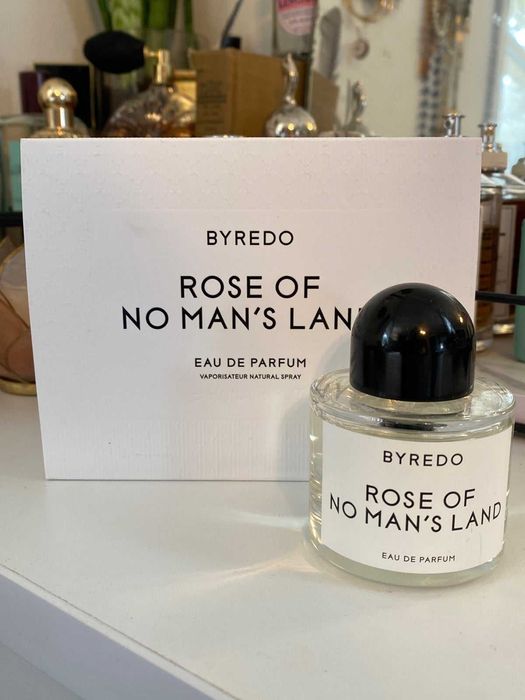 BYREDO
ROSE OF
NO MAN'S LAN
EAU DE PARFUM
VAPORISATEUR NATURAL SPRAY
BYREDO
ROSE OF
NO MAN'S LAND
EAU DE PARFUM